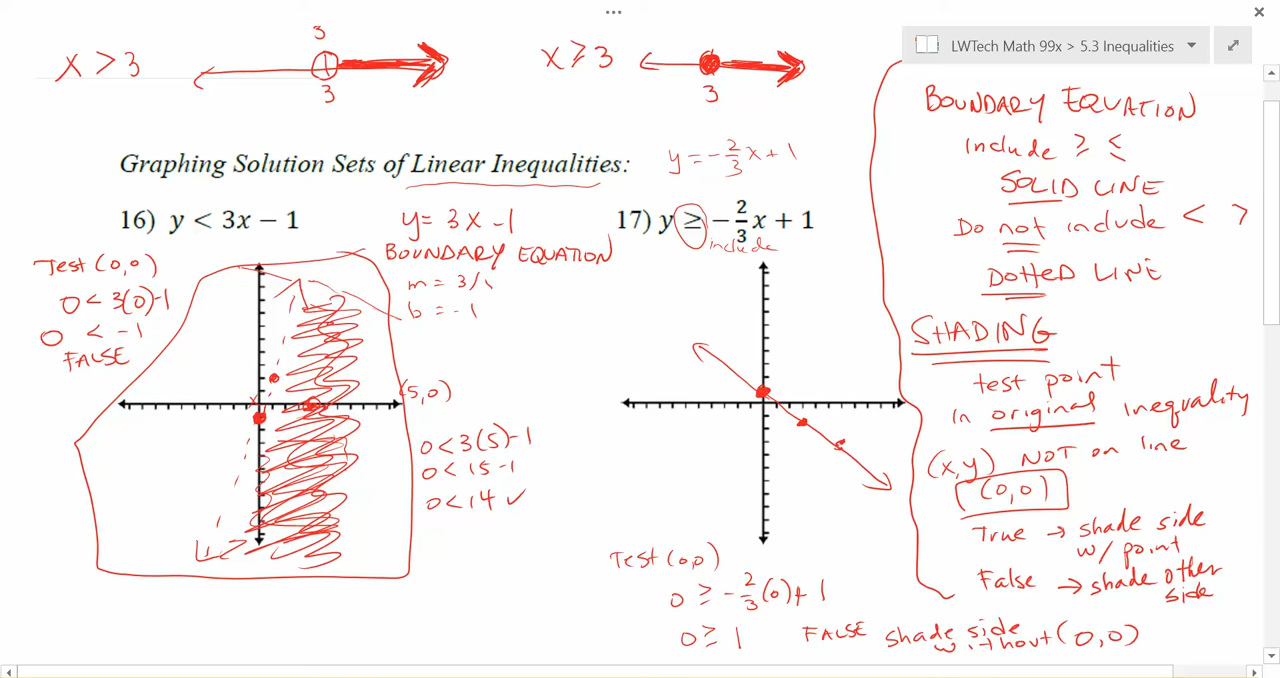 LWTech Math 99x > 5.3 Inequalities
x > 3
3
3
x ≥ 3
3
Graphing Solution Sets of Linear Inequalities:
16) y < 3x − 1
y = 3x -1
BOUNDARY EQUATION
m = 3/1
b = -1
Test (0,0)
0 < 3(0)-1
0 < -1
FALSE
(5,0)
0 < 3(5)-1
0 < 15-1
0 < 14 ✓
y = -2/3 x + 1
17) y ≥ −2/3 x + 1
include
Test (0,0)
0 ≥ -2/3 (0) + 1
0 ≥ 1 FALSE shade side
without (0,0)
BOUNDARY EQUATION
include ≥ ≤
SOLID LINE
Do not include < >
DOTTED LINE
SHADING
test point
in original inequality
(x,y) NOT on line
(0,0)
True → shade side
w/ point
False → shade other
side